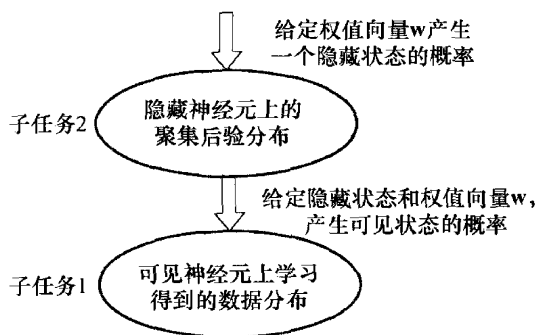 给定权值向量w产生
一个隐藏状态的概率
子任务2
隐藏神经元上的
聚集后验分布
给定隐藏状态和权值向量w,
产生可见状态的概率
子任务1
可见神经元上学习
得到的数据分布